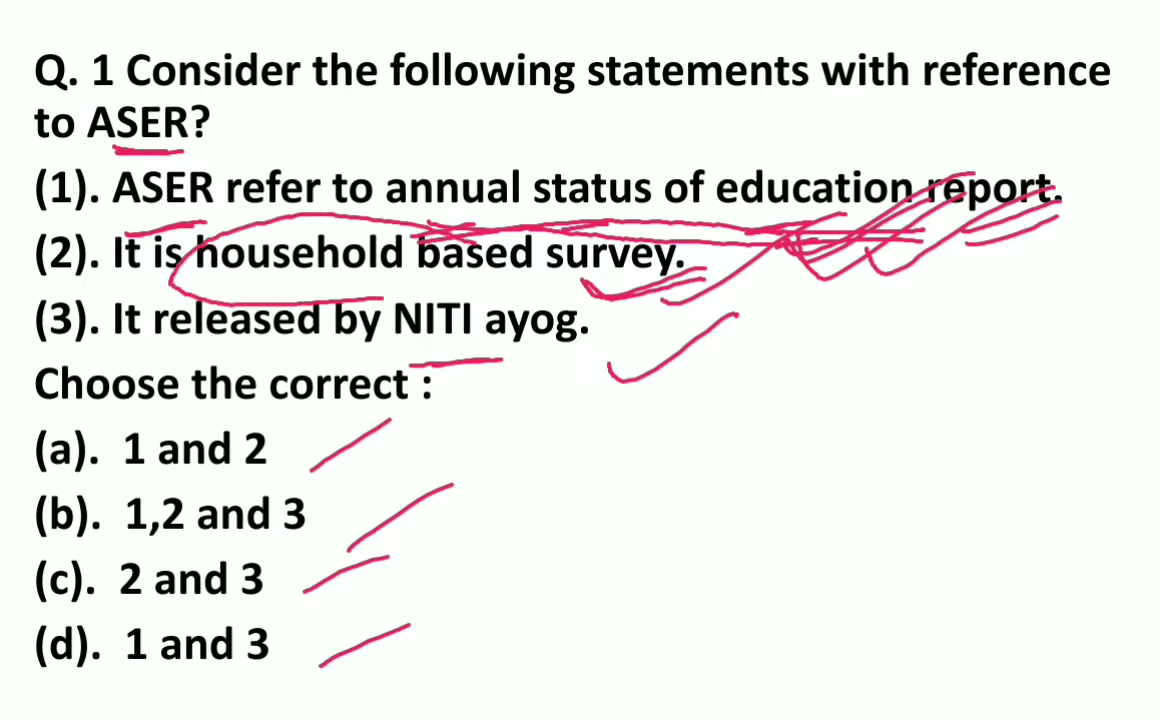 Q. 1 Consider the following statements with reference
to ASER?
(1). ASER refer to annual status of education report.
(2). It is household based survey.
(3). It released by NITI ayog.
Choose the correct :
(a). 1 and 2
(b). 1,2 and 3
(c). 2 and 3
(d). 1 and 3